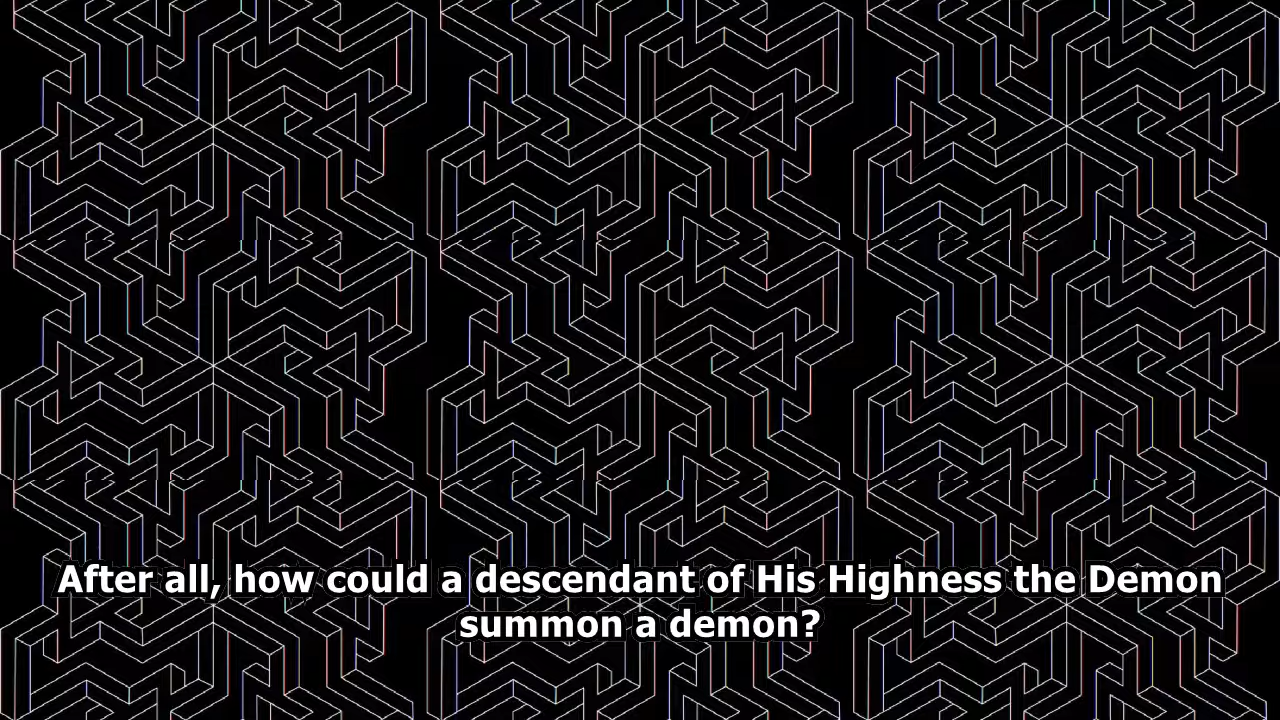 After all, how could a descendant of His Highness the Demon
summon a demon?